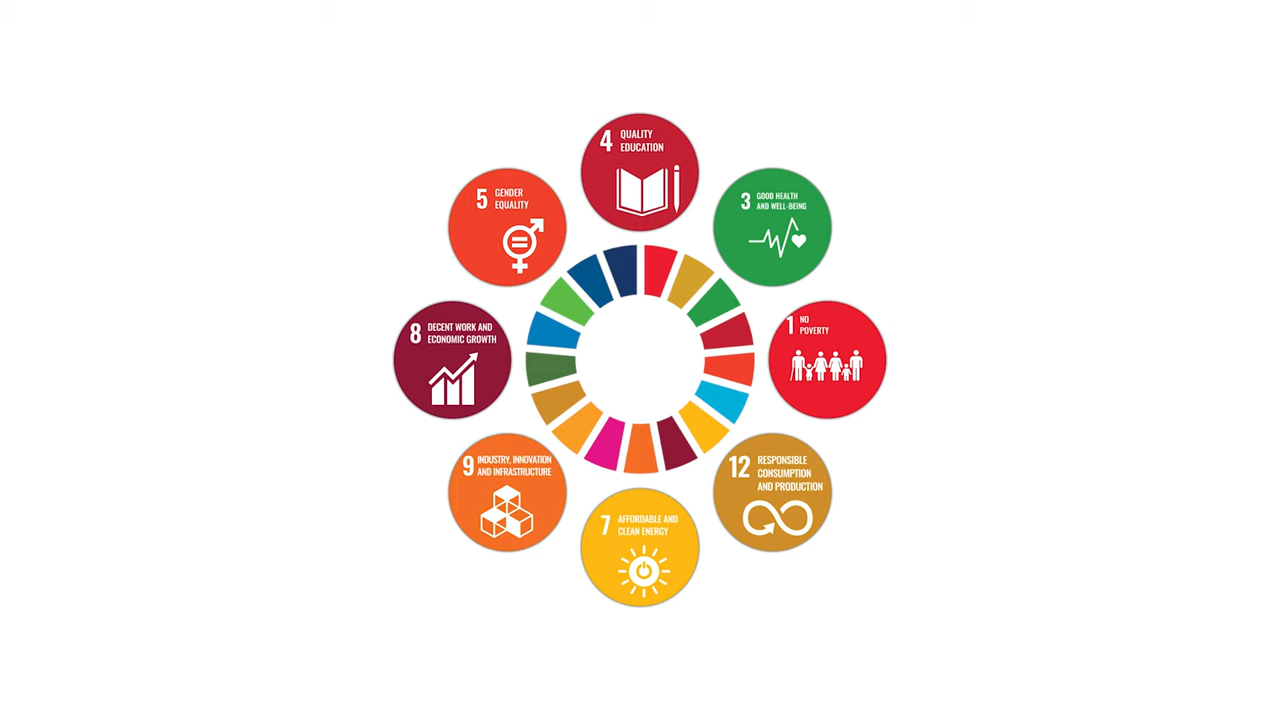 4 QUALITY
EDUCATION
5 GENDER
EQUALITY
3 GOOD HEALTH
AND WELL-BEING
8 DECENT WORK AND
ECONOMIC GROWTH
1 NO
POVERTY
9 INDUSTRY, INNOVATION
AND INFRASTRUCTURE
12 RESPONSIBLE
CONSUMPTION
AND PRODUCTION
7 AFFORDABLE AND
CLEAN ENERGY